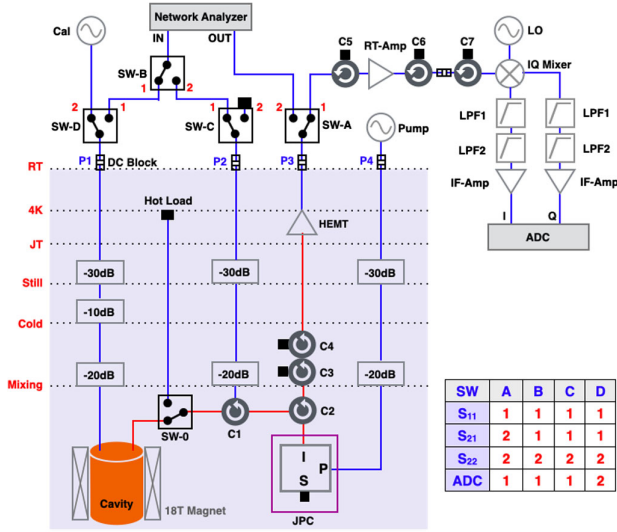 Cal
Network Analyzer
IN
OUT
SW-B
1
2
2
1
SW-D
1
2
SW-C
2
1
SW-A
C5
RT-Amp
C6
C7
LO
IQ Mixer
Pump
LPF1
LPF1
LPF2
LPF2
IF-Amp
IF-Amp
I
Q
ADC
P1
DC Block
P2
P3
P4
RT
Hot Load
4K
HEMT
JT
-30dB
-30dB
-30dB
Still
-10dB
Cold
C4
C3
-20dB
-20dB
-20dB
Mixing
SW-0
C1
C2
I
P
S
JPC
Cavity
18T Magnet
SW A B C D
S11 1 1 1 1
S21 2 1 1 1
S22 2 2 2 2
ADC 1 1 1 2